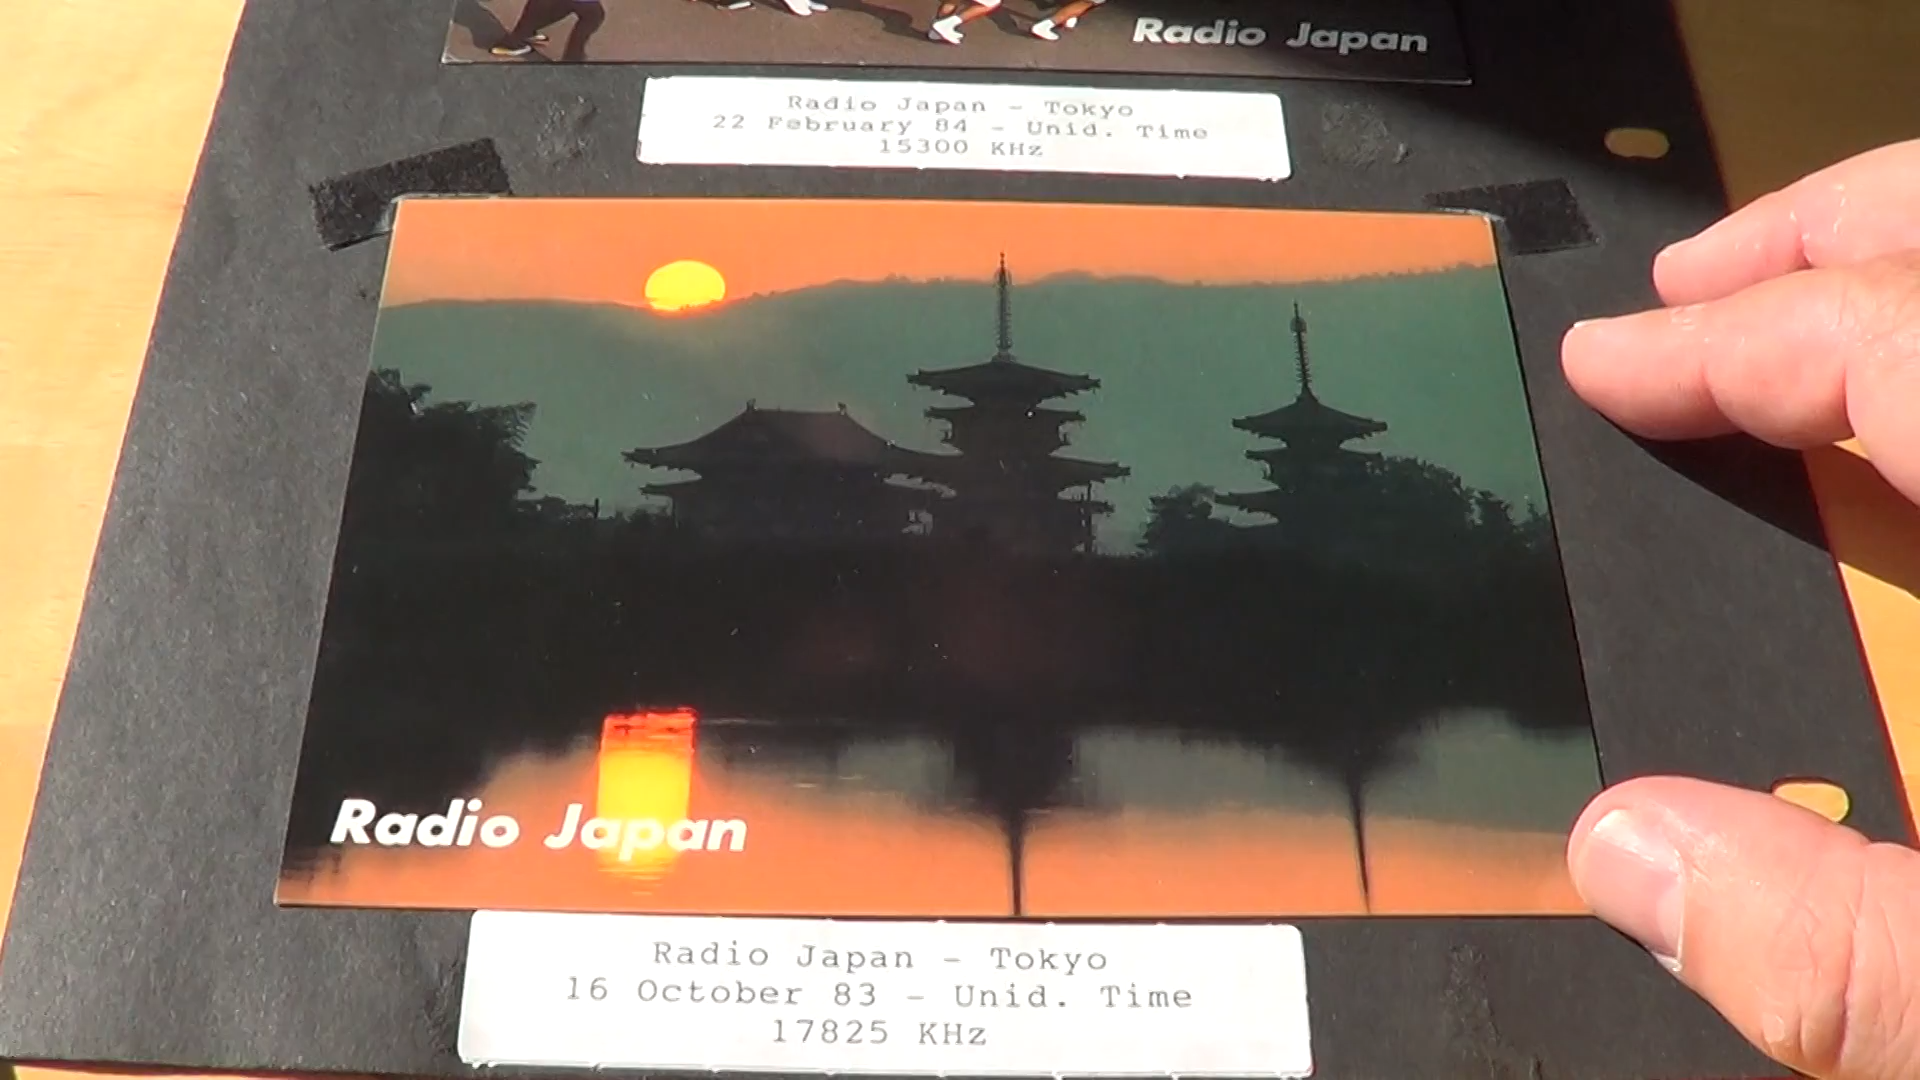 Radio Japan
Radio Japan - Tokyo
22 February 84 - Unid. Time
15300 KHz
Radio Japan
Radio Japan - Tokyo
16 October 83 - Unid. Time
17825 KHz